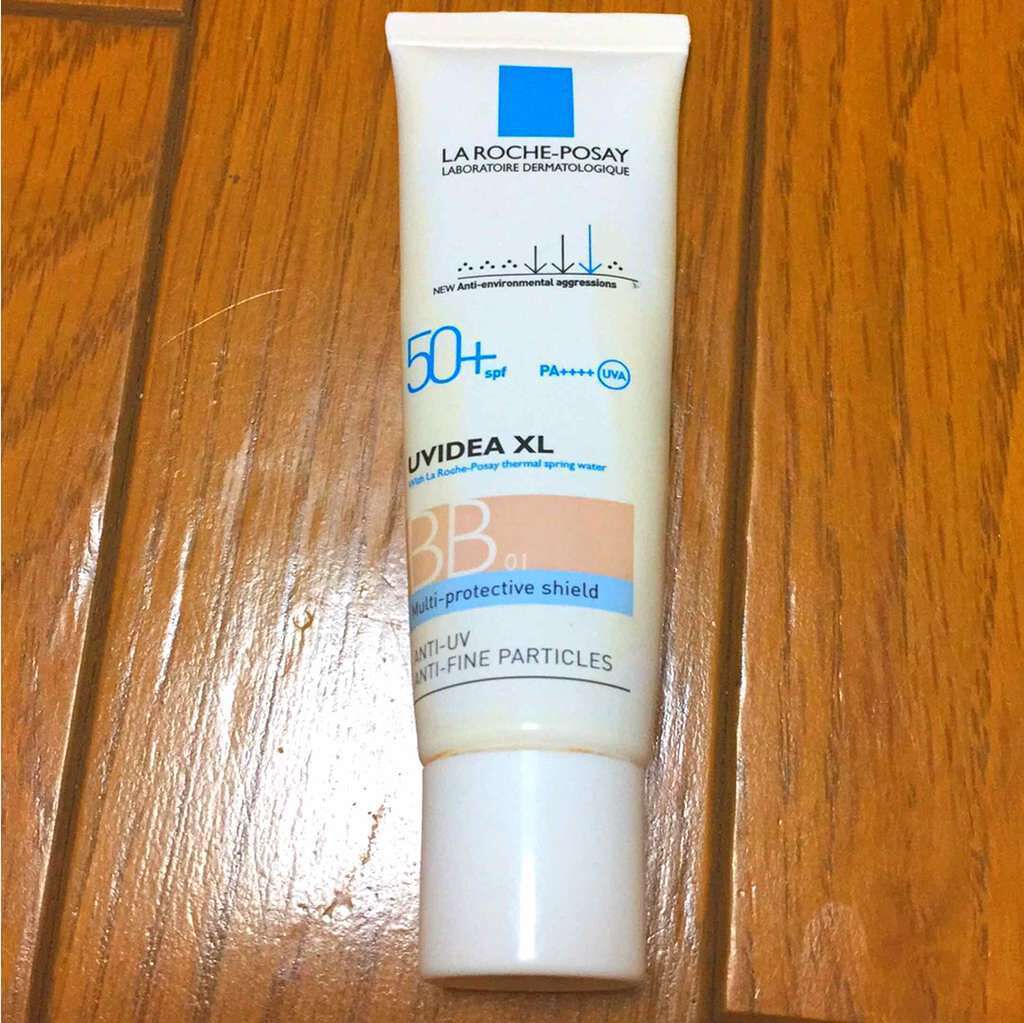 LA ROCHE-POSAY
LABORATOIRE DERMATOLOGIQUE
NEW Anti-environmental aggressions
50+ spf PA++++ UVA
UVIDEA XL
With La Roche-Posay thermal spring water
BB 01
Multi-protective shield
ANTI-UV
ANTI-FINE PARTICLES